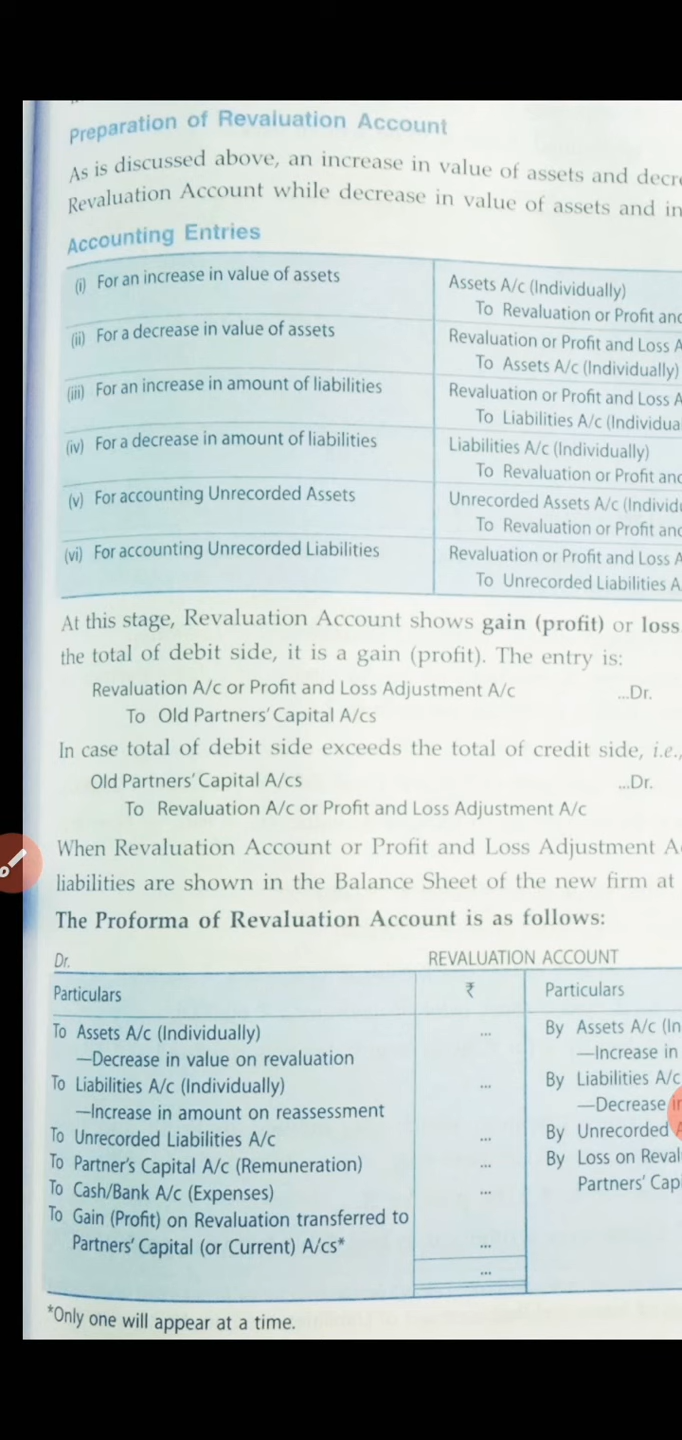 Preparation of Revaluation Account
As is discussed above, an increase in value of assets and
Revaluation Account while decrease in value of assets and
Accounting Entries
(i) For an increase in value of assets
Assets A/c (Individually)
To Revaluation or Profit
(ii) For a decrease in value of assets
Revaluation or Profit and Loss
To Assets A/c (Individually)
(iii) For an increase in amount of liabilities
Revaluation or Profit and Loss
To Liabilities A/c
(iv) For a decrease in amount of liabilities
Liabilities A/c (Individually)
To Revaluation or Profit
(v) For accounting Unrecorded Assets
Unrecorded Assets A/c
To Revaluation or Profit
(vi) For accounting Unrecorded Liabilities
Revaluation or Profit and Loss
To Unrecorded Liabilities
At this stage, Revaluation Account shows gain (profit) or loss
the total of debit side, it is a gain (profit). The entry is:
Revaluation A/c or Profit and Loss Adjustment A/c ...Dr.
To Old Partners' Capital A/cs
In case total of debit side exceeds the total of credit side, i.e.,
Old Partners' Capital A/cs ...Dr.
To Revaluation A/c or Profit and Loss Adjustment A/c
When Revaluation Account or Profit and Loss Adjustment
liabilities are shown in the Balance Sheet of the new firm at
The Proforma of Revaluation Account is as follows:
Dr. REVALUATION ACCOUNT
Particulars ₹ Particulars
To Assets A/c (Individually) ... By Assets A/c
—Decrease in value on revaluation —Increase in
To Liabilities A/c (Individually) ... By Liabilities A/c
—Increase in amount on reassessment —Decrease
To Unrecorded Liabilities A/c ... By Unrecorded
To Partner's Capital A/c (Remuneration) ... By Loss on
To Cash/Bank A/c (Expenses) ... Partners'
To Gain (Profit) on Revaluation transferred to
Partners' Capital (or Current) A/cs* ...
...
*Only one will appear at a time.